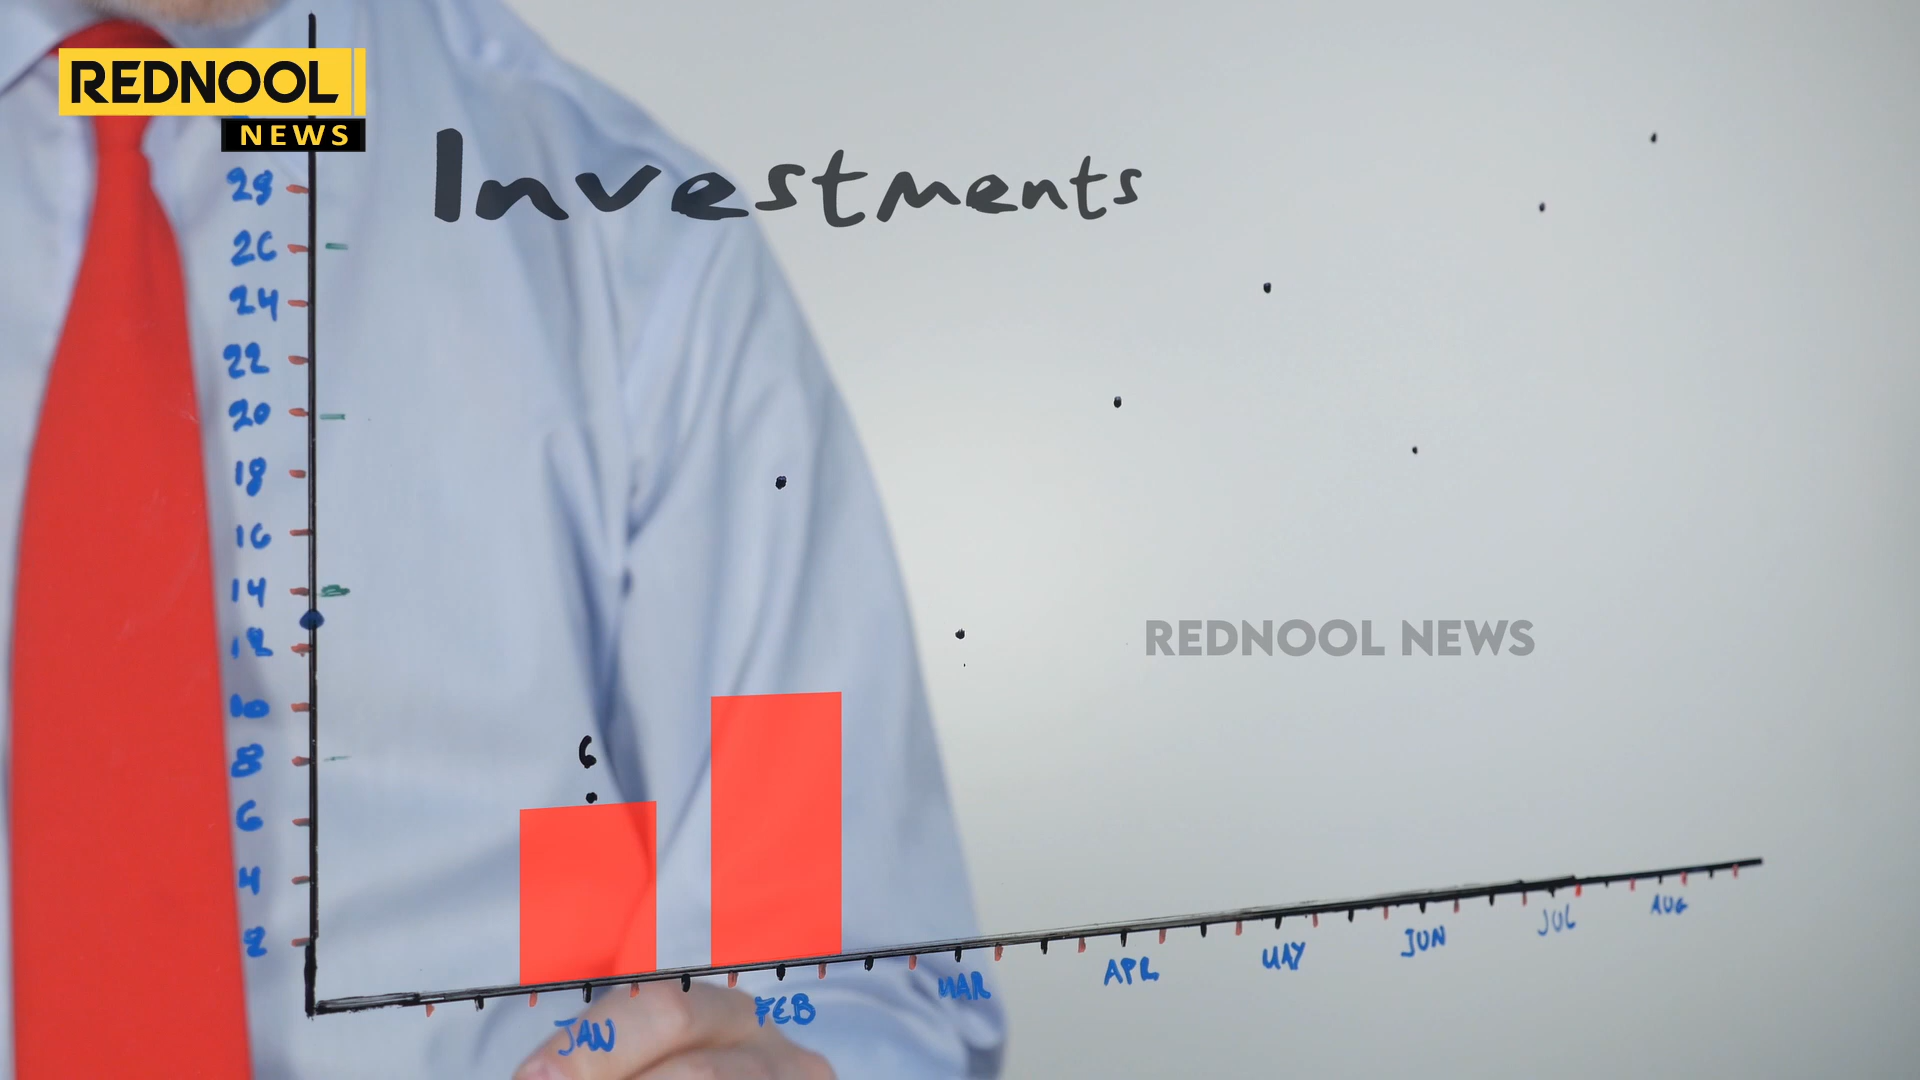 REDNOOL
NEWS
Investments
28
26
24
22
20
18
16
14
12
10
8
6
4
2
6
REDNOOL NEWS
JAN
FEB
MAR
APR
MAY
JUN
JUL
AUG